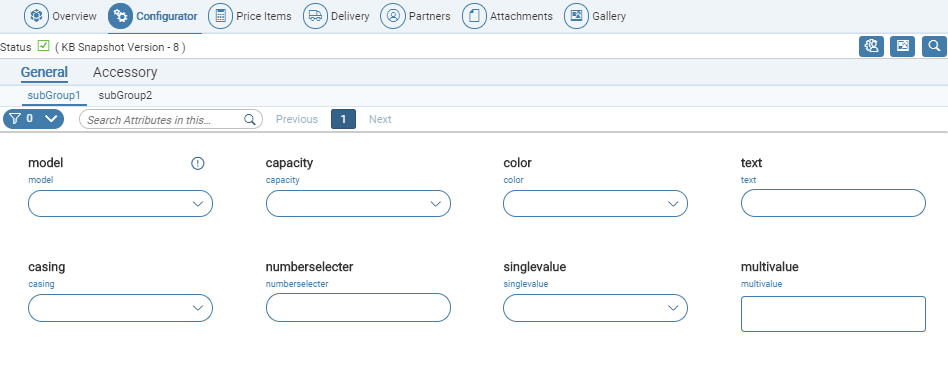 Overview Configurator Price Items Delivery Partners Attachments Gallery
Status ( KB Snapshot Version - 8 )
General Accessory
subGroup1 subGroup2
0 Search Attributes in this... Previous 1 Next
model capacity color text
model capacity color text
casing numberselecter singlevalue multivalue
casing numberselecter singlevalue multivalue